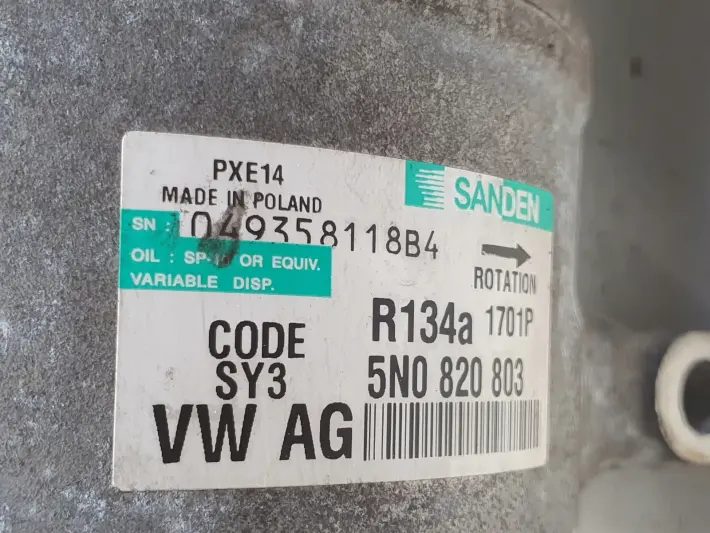 PXE14
MADE IN POLAND
SANDEN
SN :
049358118B4
OIL : OR EQUIV.
VARIABLE DISP.
ROTATION
CODE
SY3
R134a 1701P
5N0 820 803
VW AG